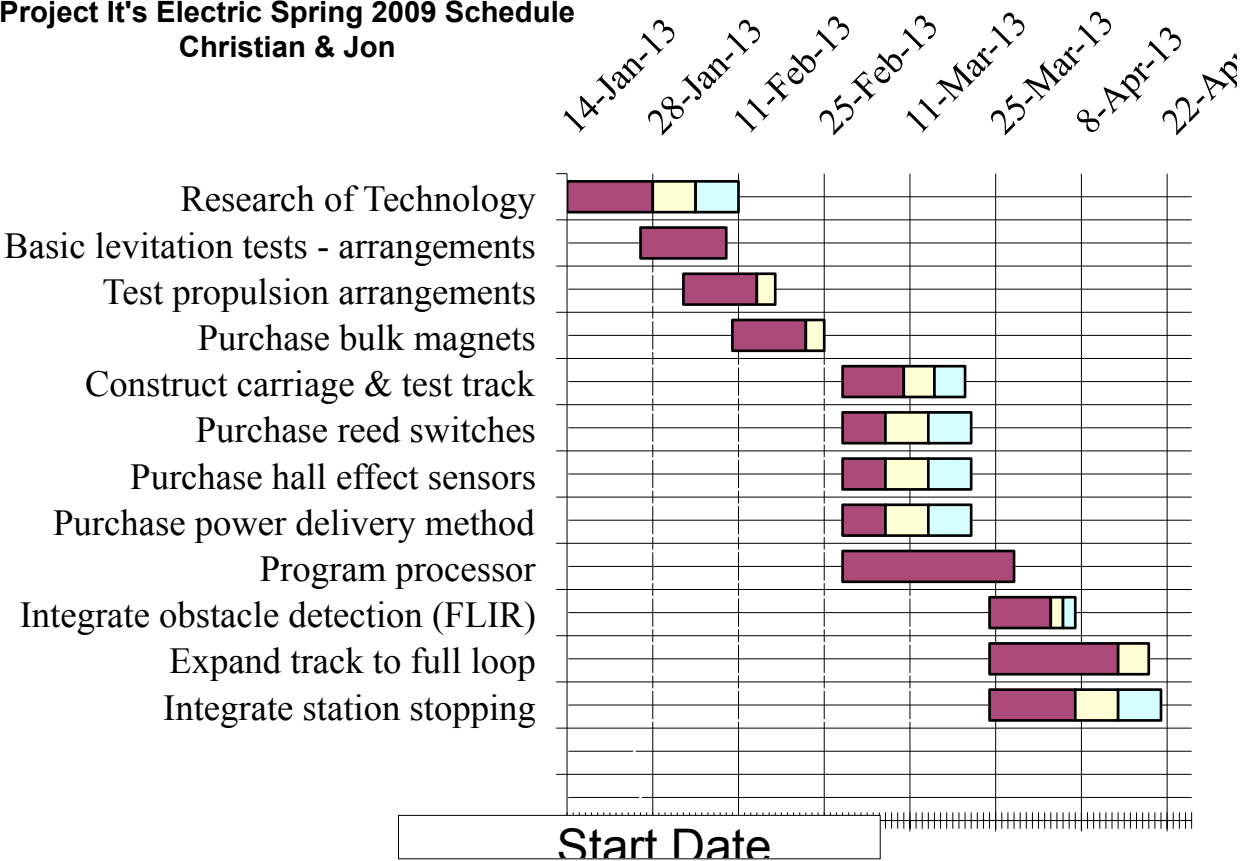 Project It's Electric Spring 2009 Schedule
Christian & Jon
14-Jan-13
28-Jan-13
11-Feb-13
25-Feb-13
11-Mar-13
25-Mar-13
8-Apr-13
22-Apr
Research of Technology
Basic levitation tests - arrangements
Test propulsion arrangements
Purchase bulk magnets
Construct carriage & test track
Purchase reed switches
Purchase hall effect sensors
Purchase power delivery method
Program processor
Integrate obstacle detection (FLIR)
Expand track to full loop
Integrate station stopping
Start Date